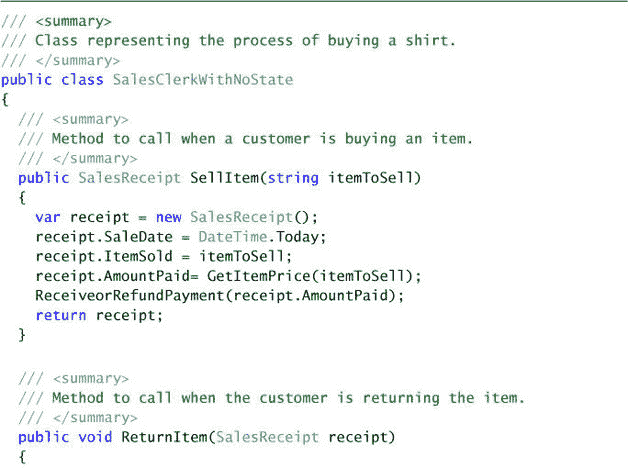 /// <summary>
/// Class representing the process of buying a shirt.
/// </summary>
public class SalesClerkWithNoState
{
/// <summary>
/// Method to call when a customer is buying an item.
/// </summary>
public SalesReceipt SellItem(string itemToSell)
{
var receipt = new SalesReceipt();
receipt.SaleDate = DateTime.Today;
receipt.ItemSold = itemToSell;
receipt.AmountPaid= GetItemPrice(itemToSell);
ReceiveorRefundPayment(receipt.AmountPaid);
return receipt;
}
/// <summary>
/// Method to call when the customer is returning the item.
/// </summary>
public void ReturnItem(SalesReceipt receipt)
{